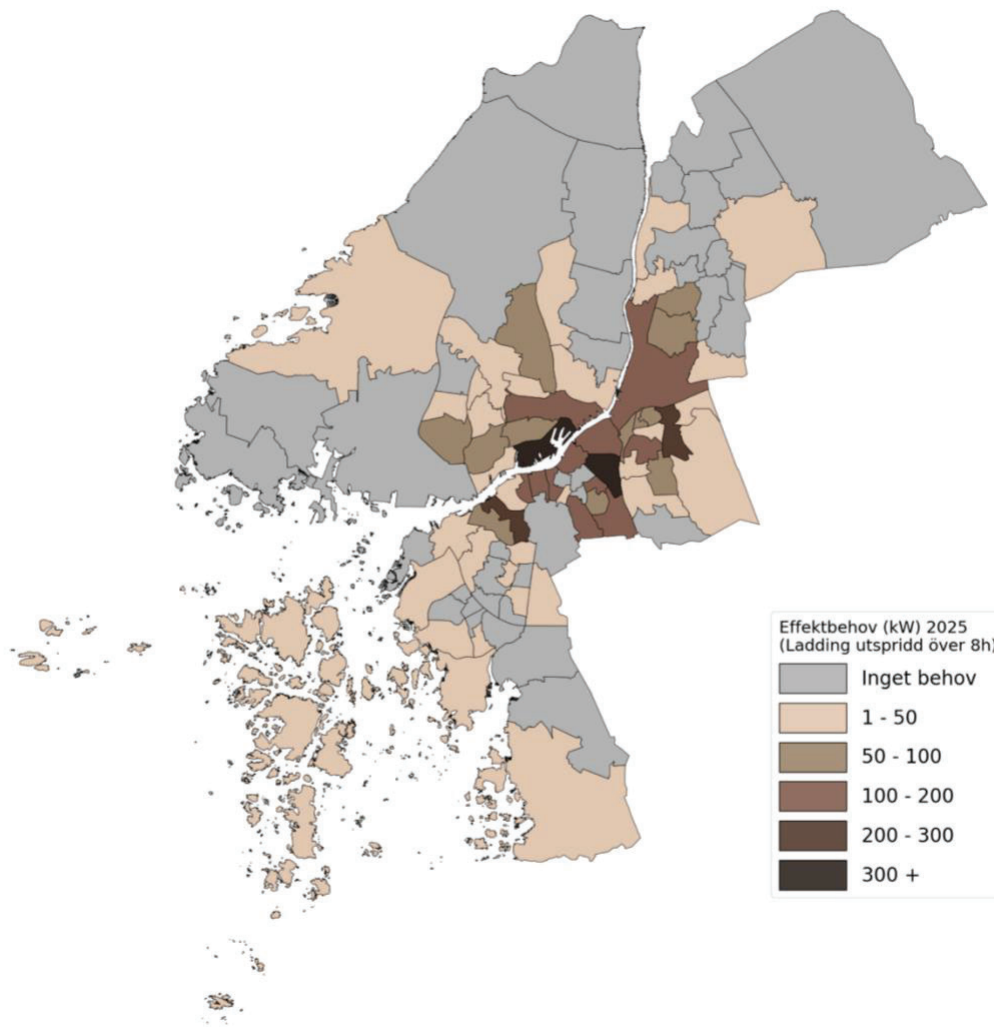 Effektbehov (kW) 2025
(Ladding utspridd över 8h)
Inget behov
1 - 50
50 - 100
100 - 200
200 - 300
300 +